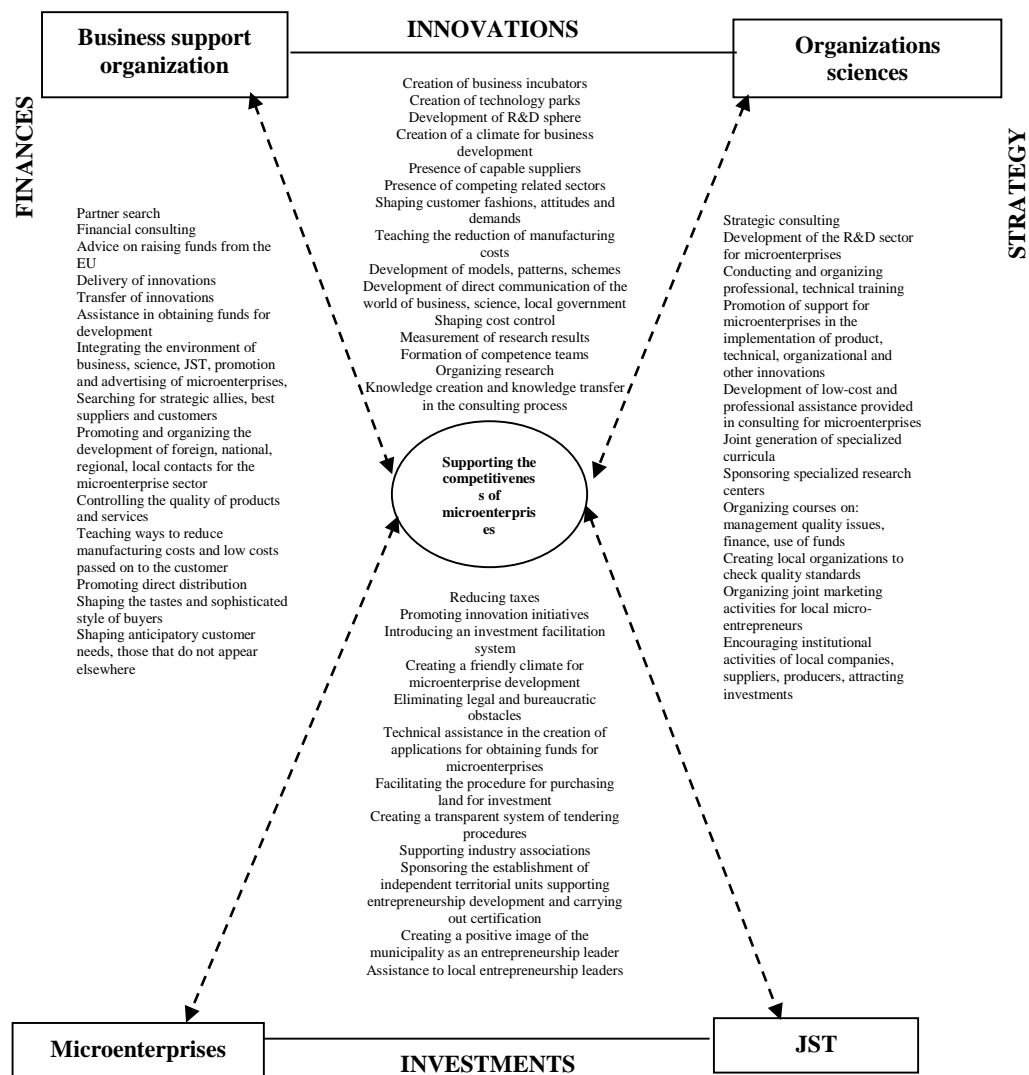 Business support
organization
INNOVATIONS
Organizations
sciences
FINANCES
STRATEGY
Creation of business incubators
Creation of technology parks
Development of R&D sphere
Creation of a climate for business
development
Presence of capable suppliers
Presence of competing related sectors
Shaping customer fashions, attitudes and
demands
Teaching the reduction of manufacturing
costs
Development of models, patterns, schemes
Development of direct communication of the
world of business, science, local government
Shaping cost control
Measurement of research results
Formation of competence teams
Organizing research
Knowledge creation and knowledge transfer
in the consulting process
Partner search
Financial consulting
Advice on raising funds from the
EU
Delivery of innovations
Transfer of innovations
Assistance in obtaining funds for
development
Integrating the environment of
business, science, JST, promotion
and advertising of microenterprises,
Searching for strategic allies, best
suppliers and customers
Promoting and organizing the
development of foreign, national,
regional, local contacts for the
microenterprise sector
Controlling the quality of products
and services
Teaching ways to reduce
manufacturing costs and low costs
passed on to the customer
Promoting direct distribution
Shaping the tastes and sophisticated
style of buyers
Shaping anticipatory customer
needs, those that do not appear
elsewhere
Strategic consulting
Development of the R&D sector
for microenterprises
Conducting and organizing
professional, technical training
Promotion of support for
microenterprises in the
implementation of product,
technical, organizational and
other innovations
Development of low-cost and
professional assistance provided
in consulting for microenterprises
Joint generation of specialized
curricula
Sponsoring specialized research
centers
Organizing courses on:
management quality issues,
finance, use of funds
Creating local organizations to
check quality standards
Organizing joint marketing
activities for local micro-
entrepreneurs
Encouraging institutional
activities of local companies,
suppliers, producers, attracting
investments
Supporting the
competitivenes
s of
microenterpris
es
Reducing taxes
Promoting innovation initiatives
Introducing an investment facilitation
system
Creating a friendly climate for
microenterprise development
Eliminating legal and bureaucratic
obstacles
Technical assistance in the creation of
applications for obtaining funds for
microenterprises
Facilitating the procedure for purchasing
land for investment
Creating a transparent system of tendering
procedures
Supporting industry associations
Sponsoring the establishment of
independent territorial units supporting
entrepreneurship development and carrying
out certification
Creating a positive image of the
municipality as an entrepreneurship leader
Assistance to local entrepreneurship leaders
Microenterprises
INVESTMENTS
JST